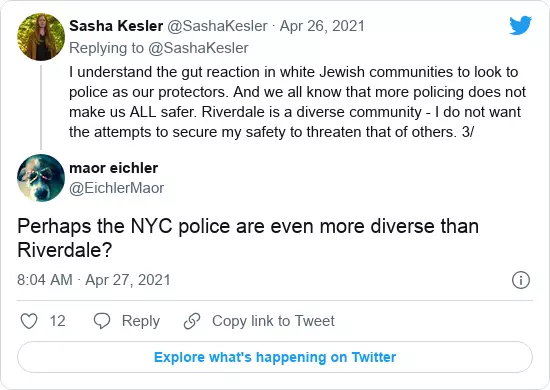 Sasha Kesler @SashaKesler · Apr 26, 2021
Replying to @SashaKesler
I understand the gut reaction in white Jewish communities to look to
police as our protectors. And we all know that more policing does not
make us ALL safer. Riverdale is a diverse community - I do not want
the attempts to secure my safety to threaten that of others. 3/
maor eichler
@EichlerMaor
Perhaps the NYC police are even more diverse than
Riverdale?
8:04 AM · Apr 27, 2021
12 Reply Copy link to Tweet
Explore what's happening on Twitter